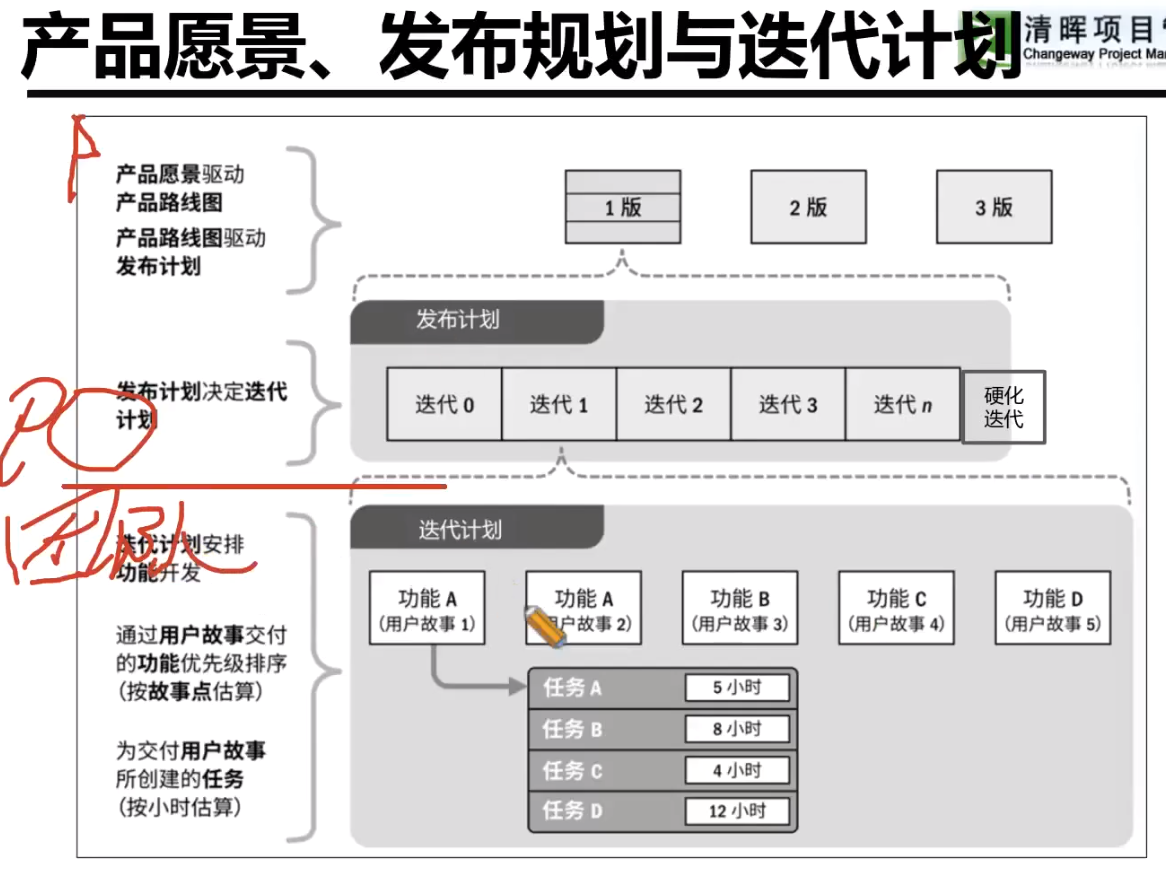 产品愿景、发布规划与迭代计划
清晖项目
Changeway Project Ma
产品愿景驱动
产品路线图
产品路线图驱动
发布计划
1 版
2 版
3 版
发布计划
发布计划决定迭代
计划
迭代 0
迭代 1
迭代 2
迭代 3
迭代 n
硬化
迭代
PO
团队
迭代计划
迭代计划安排
功能开发
通过用户故事交付
的功能优先级排序
(按故事点估算)
为交付用户故事
所创建的任务
(按小时估算)
功能 A
(用户故事 1)
功能 A
户故事 2)
功能 B
(用户故事 3)
功能 C
(用户故事 4)
功能 D
(用户故事 5)
任务 A
5 小时
任务 B
8 小时
任务 C
4 小时
任务 D
12 小时